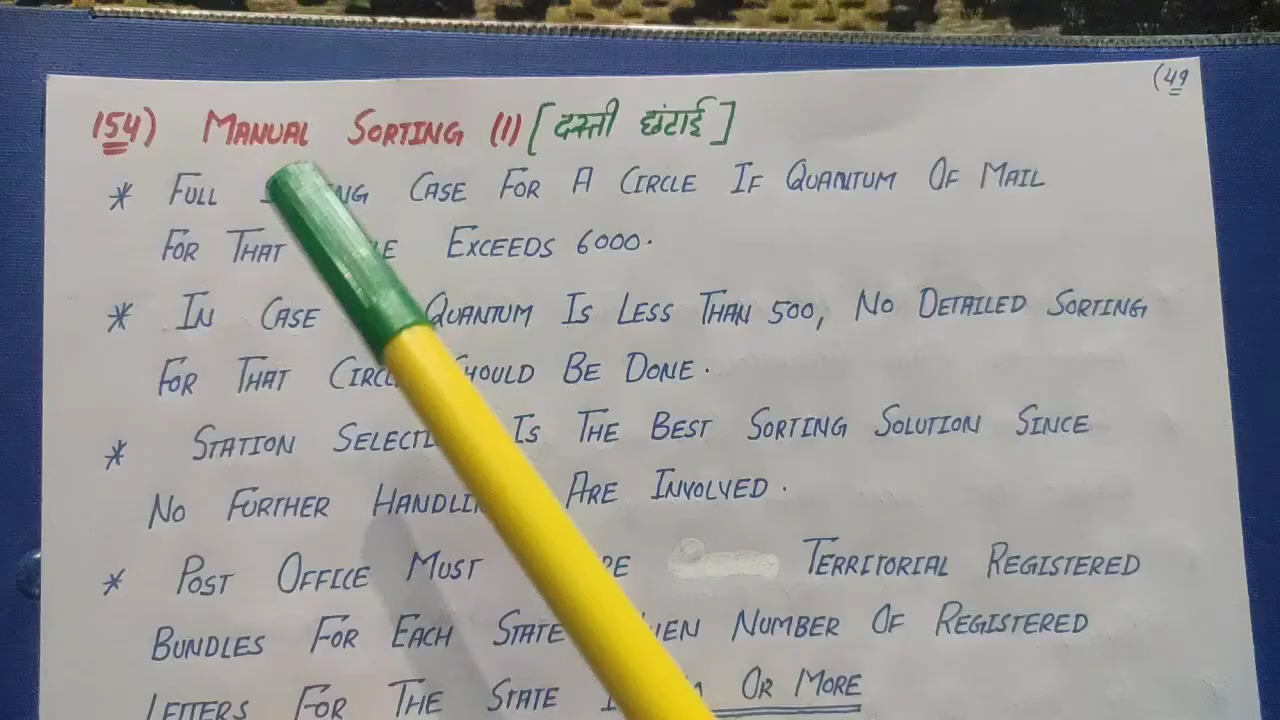 (49
154) MANUAL SORTING (1) [दस्ती छंटाई]
* FULL CASE FOR A CIRCLE IF QUANTUM OF MAIL
FOR THAT EXCEEDS 6000.
* IN CASE QUANTUM IS LESS THAN 500, NO DETAILED SORTING
FOR THAT CIRCLE SHOULD BE DONE.
* STATION IS THE BEST SORTING SOLUTION SINCE
NO FURTHER ARE INVOLVED.
* POST OFFICE MUST TERRITORIAL REGISTERED
BUNDLES FOR EACH STATE WHEN NUMBER OF REGISTERED
LETTERS FOR THE STATE OR MORE